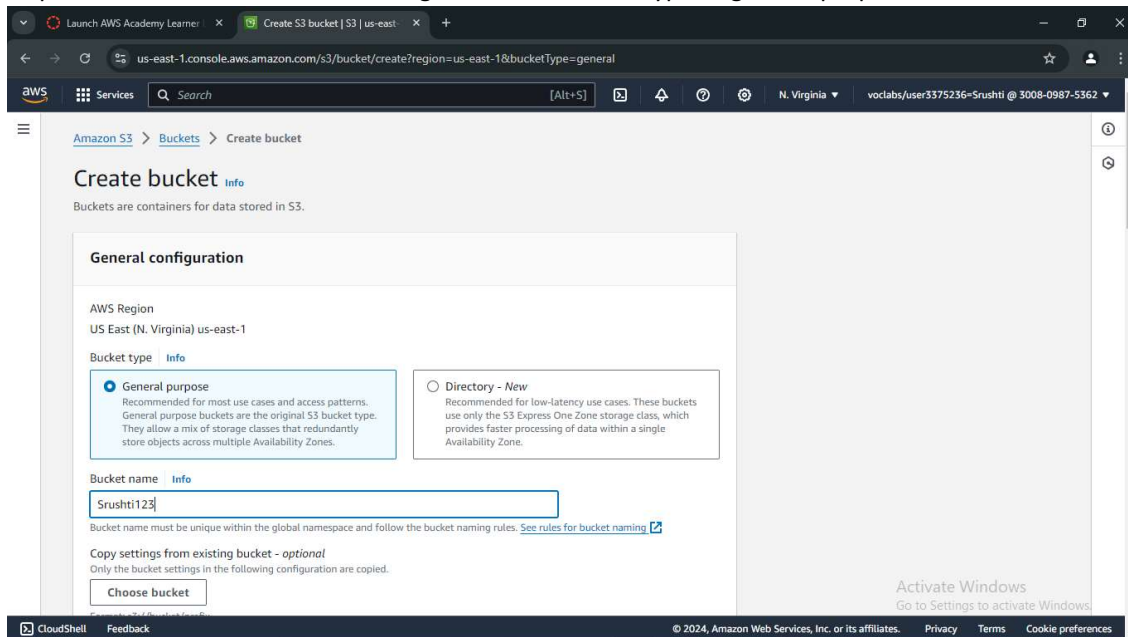 Launch AWS Academy Learner
Create S3 bucket | S3 | us-east-
us-east-1.console.aws.amazon.com/s3/bucket/create?region=us-east-1&bucketType=general
aws
Services
Search
[Alt+S]
N. Virginia
voclabs/user3375236=Srushti @ 3008-0987-5362
Amazon S3 > Buckets > Create bucket
Create bucket Info
Buckets are containers for data stored in S3.
General configuration
AWS Region
US East (N. Virginia) us-east-1
Bucket type Info
General purpose
Recommended for most use cases and access patterns.
General purpose buckets are the original S3 bucket type.
They allow a mix of storage classes that redundantly
store objects across multiple Availability Zones.
Directory - New
Recommended for low-latency use cases. These buckets
use only the S3 Express One Zone storage class, which
provides faster processing of data within a single
Availability Zone.
Bucket name Info
Srushti123
Bucket name must be unique within the global namespace and follow the bucket naming rules. See rules for bucket naming
Copy settings from existing bucket - optional
Only the bucket settings in the following configuration are copied.
Choose bucket
Activate Windows
Go to Settings to activate Windows.
CloudShell Feedback
© 2024, Amazon Web Services, Inc. or its affiliates. Privacy Terms Cookie preferences